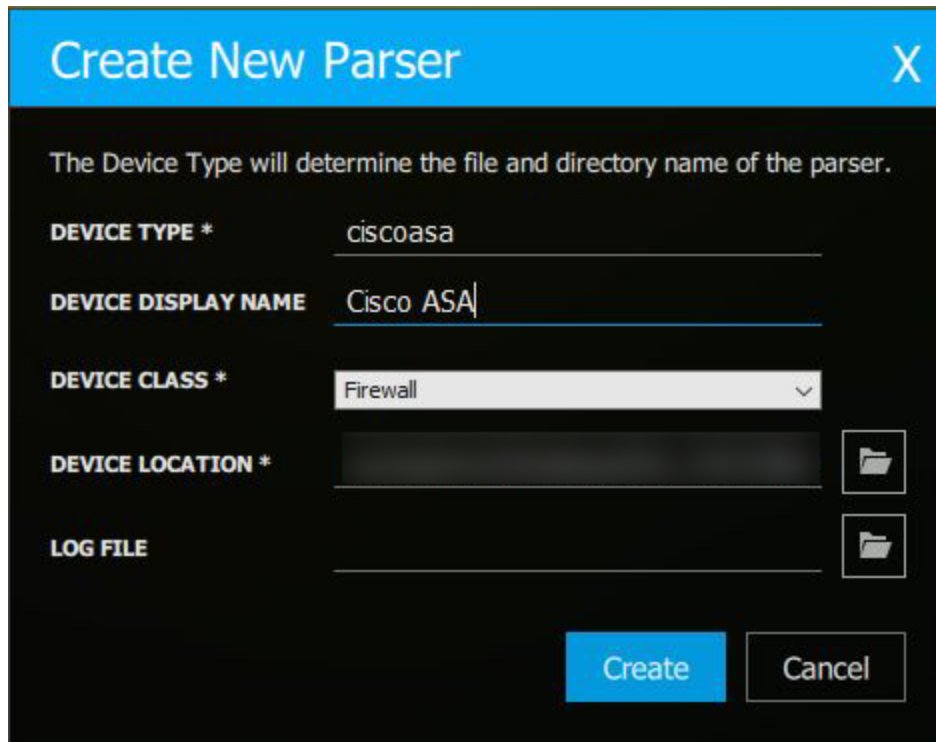 Create New Parser X
The Device Type will determine the file and directory name of the parser.
DEVICE TYPE * ciscoasa
DEVICE DISPLAY NAME Cisco ASA
DEVICE CLASS * Firewall
DEVICE LOCATION *
LOG FILE
Create Cancel